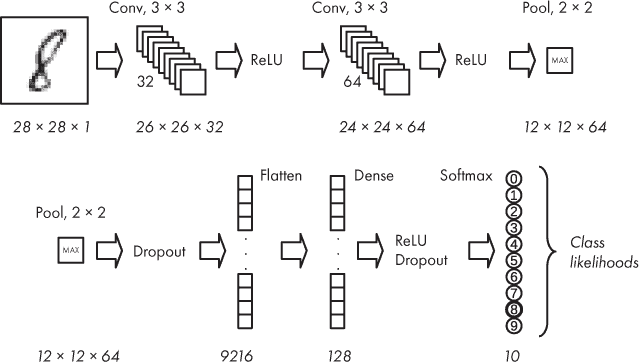 Conv, 3 × 3
Conv, 3 × 3
Pool, 2 × 2
32
ReLU
64
ReLU
MAX
28 × 28 × 1
26 × 26 × 32
24 × 24 × 64
12 × 12 × 64
Flatten
Dense
Softmax
Pool, 2 × 2
MAX
Dropout
ReLU
Dropout
0
1
2
3
4
5
6
7
8
9
Class
likelihoods
12 × 12 × 64
9216
128
10